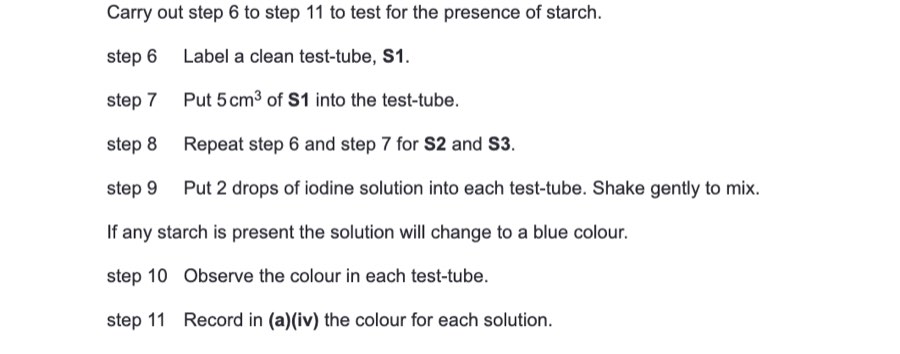 Carry out step 6 to step 11 to test for the presence of starch.
step 6 Label a clean test-tube, S1.
step 7 Put 5 cm³ of S1 into the test-tube.
step 8 Repeat step 6 and step 7 for S2 and S3.
step 9 Put 2 drops of iodine solution into each test-tube. Shake gently to mix.
If any starch is present the solution will change to a blue colour.
step 10 Observe the colour in each test-tube.
step 11 Record in (a)(iv) the colour for each solution.